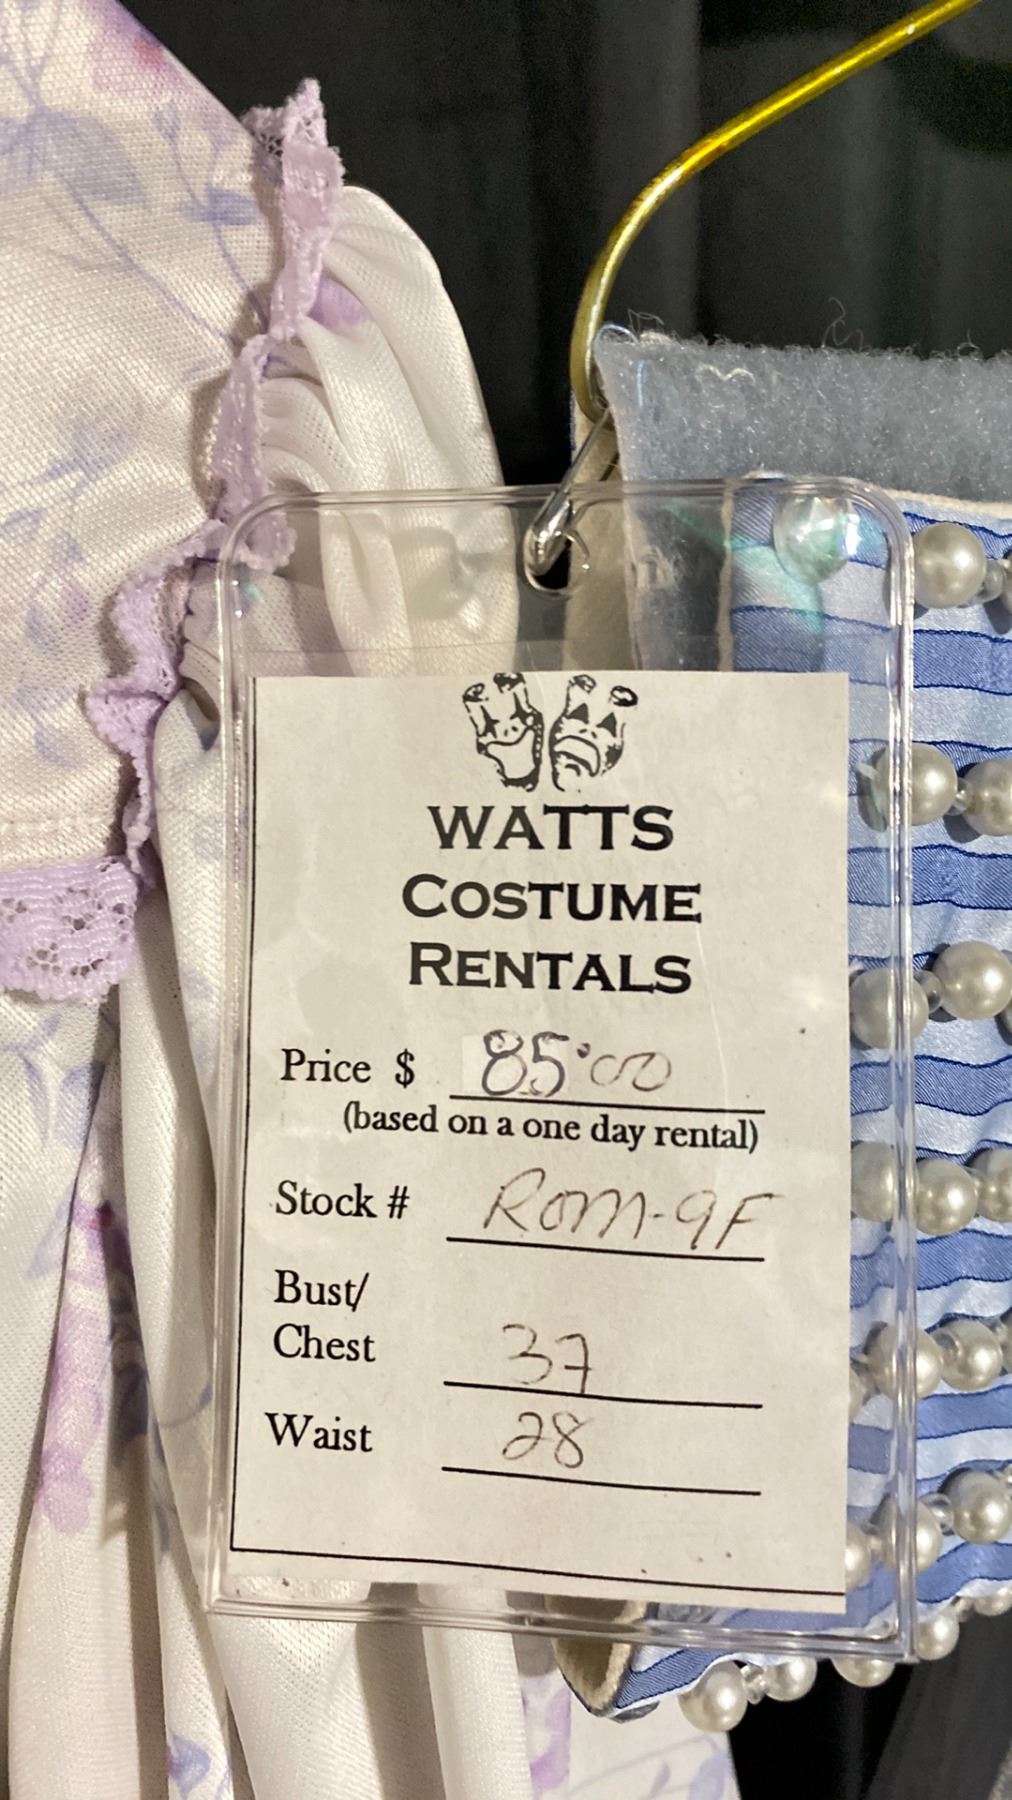 WATTS
COSTUME
RENTALS
Price $ 85.00
(based on a one day rental)
Stock # ROM-9F
Bust/
Chest 37
Waist 28